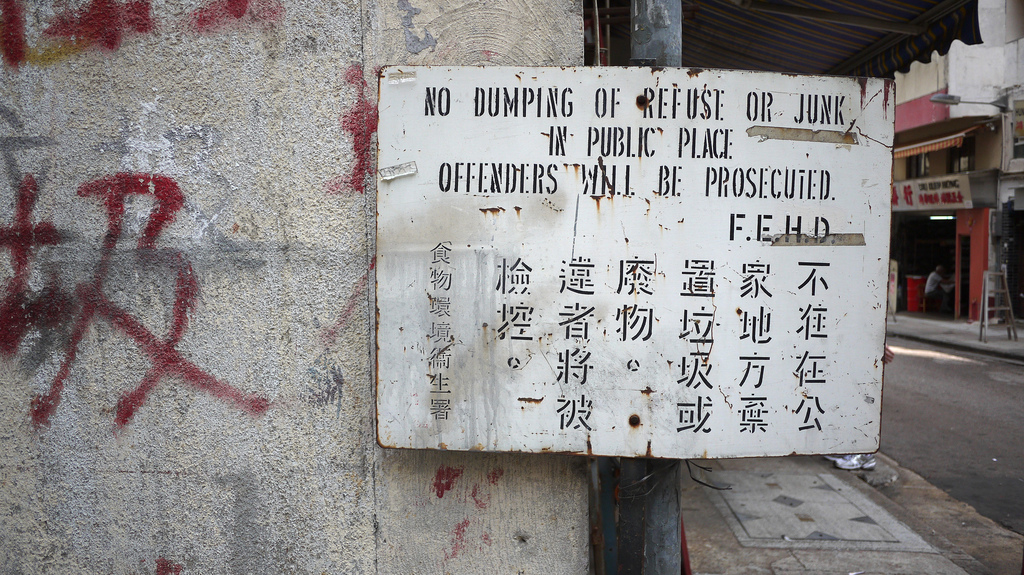 NO DUMPING OF REFUSE OR JUNK
IN PUBLIC PLACE
OFFENDERS WILL BE PROSECUTED.
F.E.H.D.
不准在公
眾地方棄
置垃圾或
廢物。
違者將被
檢控。
食物環境衞生署